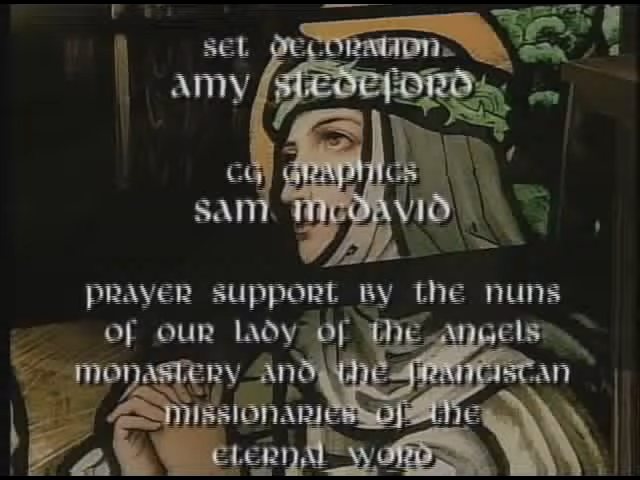 SET DECORATION
AMY STEDEFORD
CG GRAPHICS
SAM McDAVID
PRAYER SUPPORT BY THE NUNS
OF OUR LADY OF THE ANGELS
MONASTERY AND THE FRANCISCAN
MISSIONARIES OF THE
ETERNAL WORD